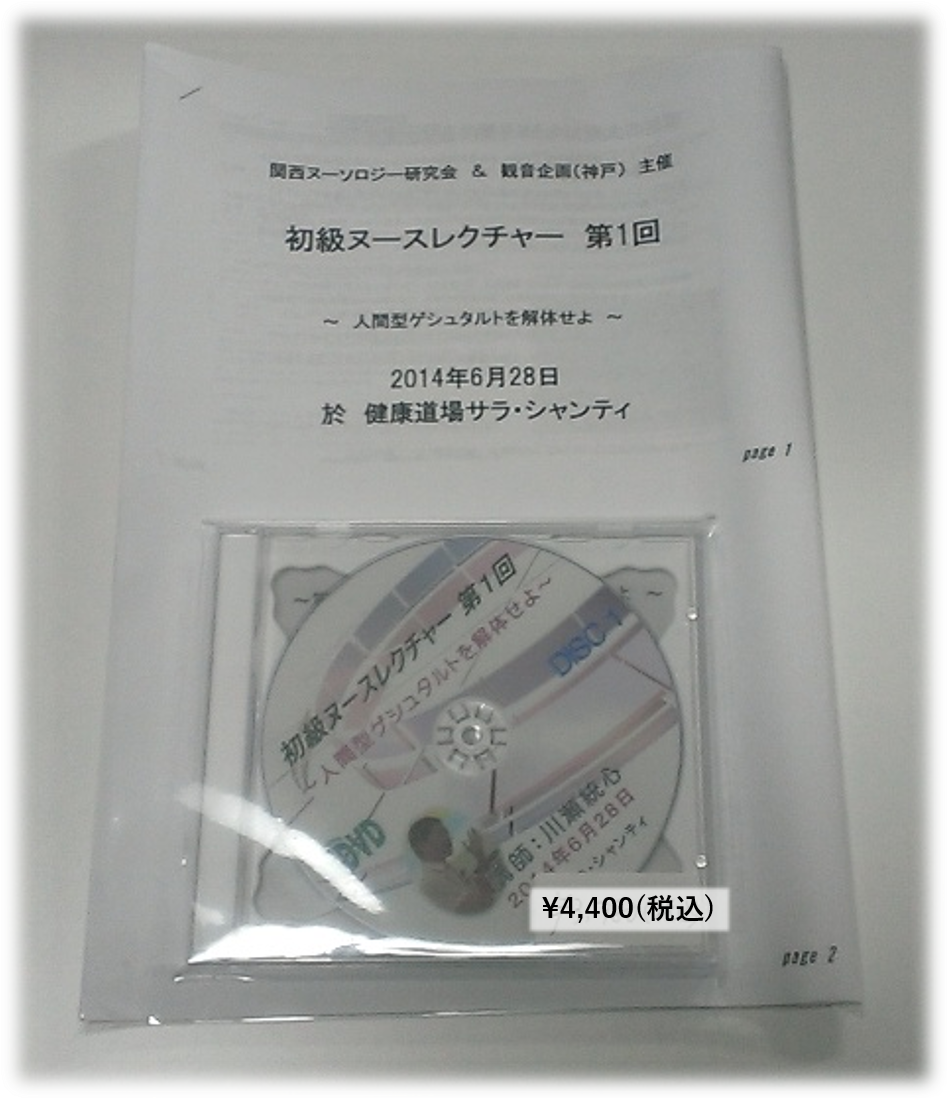 関西ヌーソロジー研究会 & 観音企画(神戸) 主催
初級ヌースレクチャー 第1回
～ 人間型ゲシュタルトを解体せよ ～
2014年6月28日
於 健康道場サラ・シャンティ
page 1
初級ヌースレクチャー 第1回
～人間型ゲシュタルトを解体せよ～
DISC 1
DVD
講師：川瀬統心
2014年6月28日
・シャンティ
¥4,400(税込)
page 2